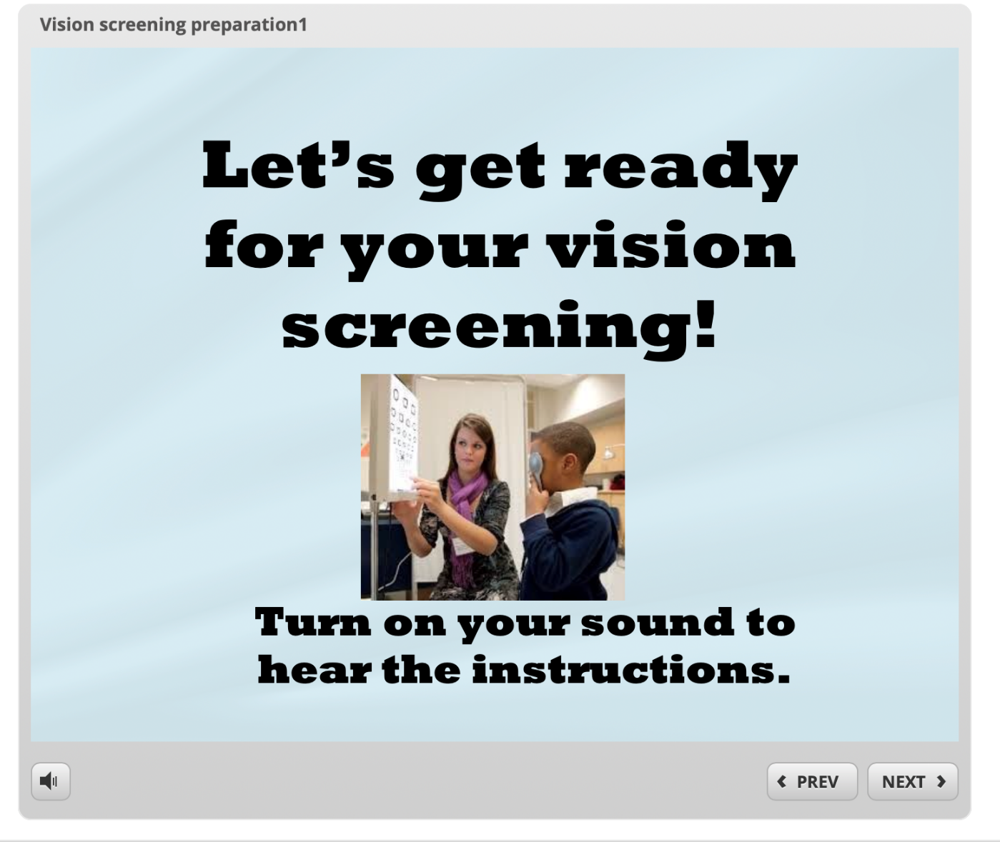 Vision screening preparation1
Let's get ready
for your vision
screening!
Turn on your sound to
hear the instructions.
PREV
NEXT